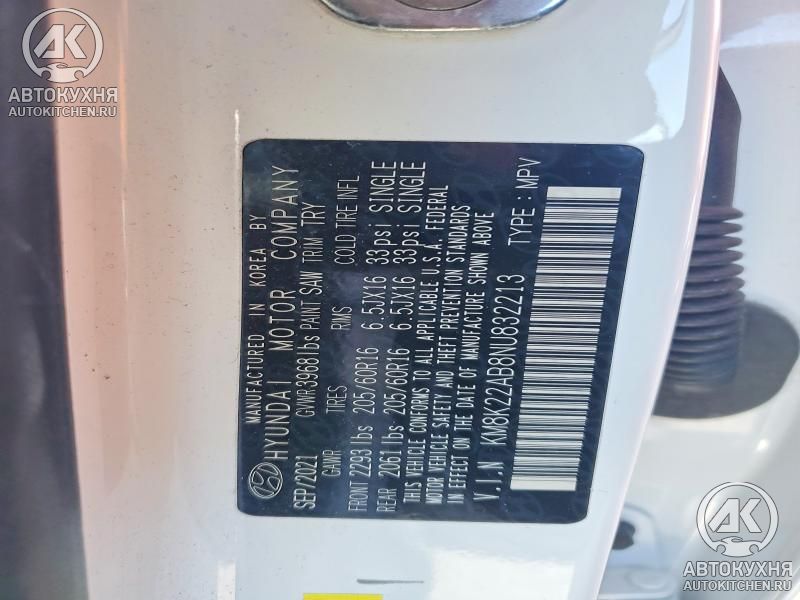 AK
АВТОКУХНЯ
AUTOKITCHEN.RU
MANUFACTURED IN KOREA BY
HYUNDAI MOTOR COMPANY
SEP/2021 GVWR 3968 lbs PAINT SAW TRIM TRY
GAWR TIRES RIMS COLD TIRE INFL
FRONT 2293 lbs 205/60R16 6.5JX16 33psi SINGLE
REAR 2061 lbs 205/60R16 6.5JX16 33psi SINGLE
THIS VEHICLE CONFORMS TO ALL APPLICABLE U.S.A. FEDERAL
MOTOR VEHICLE SAFETY AND THEFT PREVENTION STANDARDS
IN EFFECT ON THE DATE OF MANUFACTURE SHOWN ABOVE
V.I.N KM8K22AB8NU832213 TYPE : MPV
AK
АВТОКУХНЯ
AUTOKITCHEN.RU